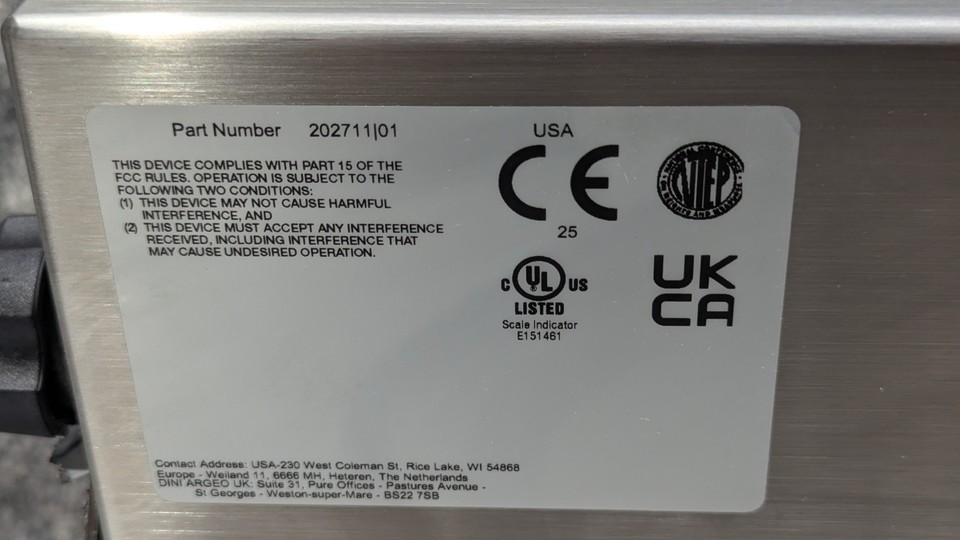 Part Number 202711|01
USA
THIS DEVICE COMPLIES WITH PART 15 OF THE
FCC RULES. OPERATION IS SUBJECT TO THE
FOLLOWING TWO CONDITIONS:
(1) THIS DEVICE MAY NOT CAUSE HARMFUL
INTERFERENCE, AND
(2) THIS DEVICE MUST ACCEPT ANY INTERFERENCE
RECEIVED, INCLUDING INTERFERENCE THAT
MAY CAUSE UNDESIRED OPERATION.
CE
25
NTEP
C UL US
LISTED
Scale Indicator
E151461
UK
CA
Contact Address: USA-230 West Coleman St, Rice Lake, WI 54868
Europe - Weiland 11, 6666 MH, Heteren, The Netherlands
DINI ARGEO UK: Suite 31, Pure Offices - Pastures Avenue -
St Georges - Weston-super-Mare - BS22 7SB